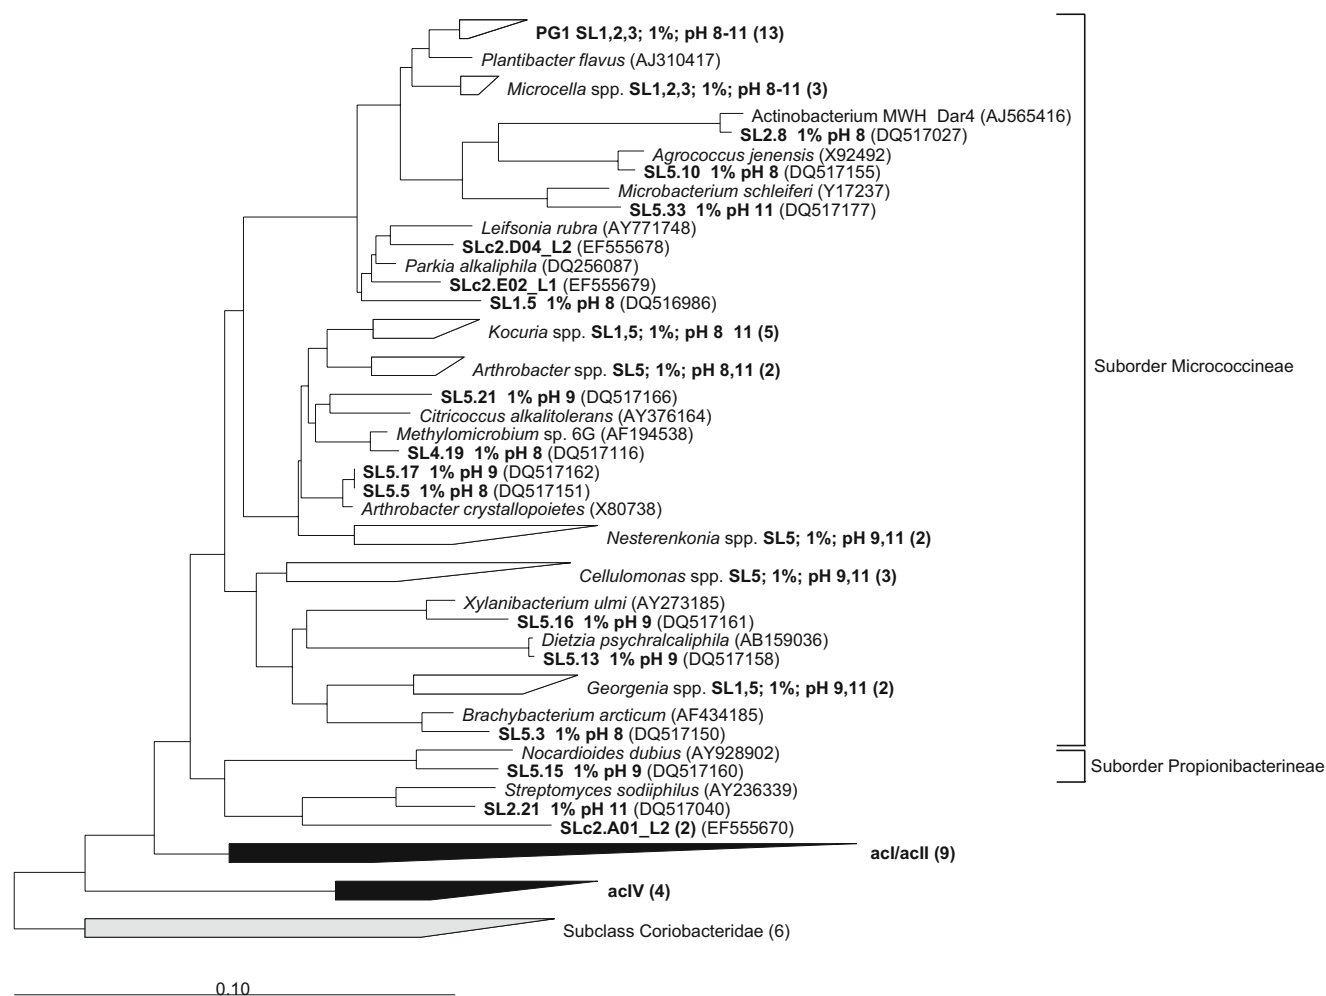 PG1 SL1,2,3; 1%; pH 8-11 (13)
Plantibacter flavus (AJ310417)
Microcella spp. SL1,2,3; 1%; pH 8-11 (3)
Actinobacterium MWH Dar4 (AJ565416)
SL2.8 1% pH 8 (DQ517027)
Agrococcus jenensis (X92492)
SL5.10 1% pH 8 (DQ517155)
Microbacterium schleiferi (Y17237)
SL5.33 1% pH 11 (DQ517177)
Leifsonia rubra (AY771748)
SLc2.D04_L2 (EF555678)
Parkia alkaliphila (DQ256087)
SLc2.E02_L1 (EF555679)
SL1.5 1% pH 8 (DQ516986)
Kocuria spp. SL1,5; 1%; pH 8 11 (5)
Suborder Micrococcineae
Arthrobacter spp. SL5; 1%; pH 8,11 (2)
SL5.21 1% pH 9 (DQ517166)
Citricoccus alkalitolerans (AY376164)
Methylomicrobium sp. 6G (AF194538)
SL4.19 1% pH 8 (DQ517116)
SL5.17 1% pH 9 (DQ517162)
SL5.5 1% pH 8 (DQ517151)
Arthrobacter crystallopoietes (X80738)
Nesterenkonia spp. SL5; 1%; pH 9,11 (2)
Cellulomonas spp. SL5; 1%; pH 9,11 (3)
Xylanibacterium ulmi (AY273185)
SL5.16 1% pH 9 (DQ517161)
Dietzia psychralcaliphila (AB159036)
SL5.13 1% pH 9 (DQ517158)
Georgenia spp. SL1,5; 1%; pH 9,11 (2)
Brachybacterium arcticum (AF434185)
SL5.3 1% pH 8 (DQ517150)
Nocardioides dubius (AY928902)
Suborder Propionibacterineae
SL5.15 1% pH 9 (DQ517160)
Streptomyces sodiiphilus (AY236339)
SL2.21 1% pH 11 (DQ517040)
SLc2.A01_L2 (2) (EF555670)
acI/acII (9)
acIV (4)
Subclass Coriobacteridae (6)
0.10